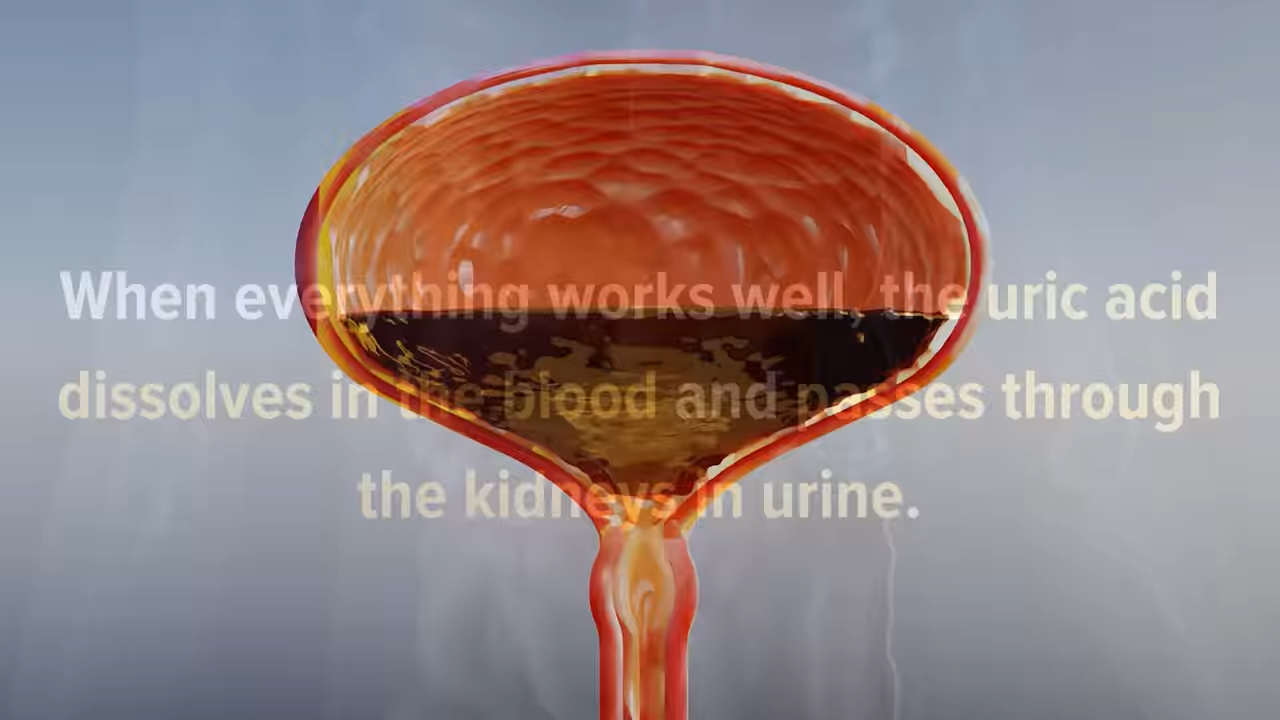 When everything works well, the uric acid
dissolves in the blood and passes through
the kidneys in urine.